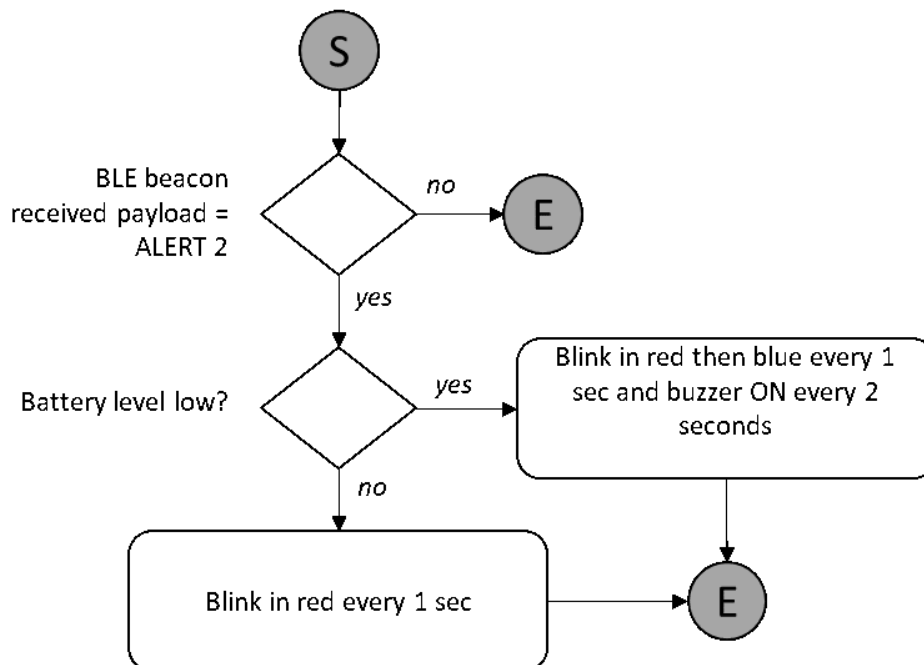 S
BLE beacon
received payload =
ALERT 2
no
E
yes
Battery level low?
yes
Blink in red then blue every 1
sec and buzzer ON every 2
seconds
no
Blink in red every 1 sec
E